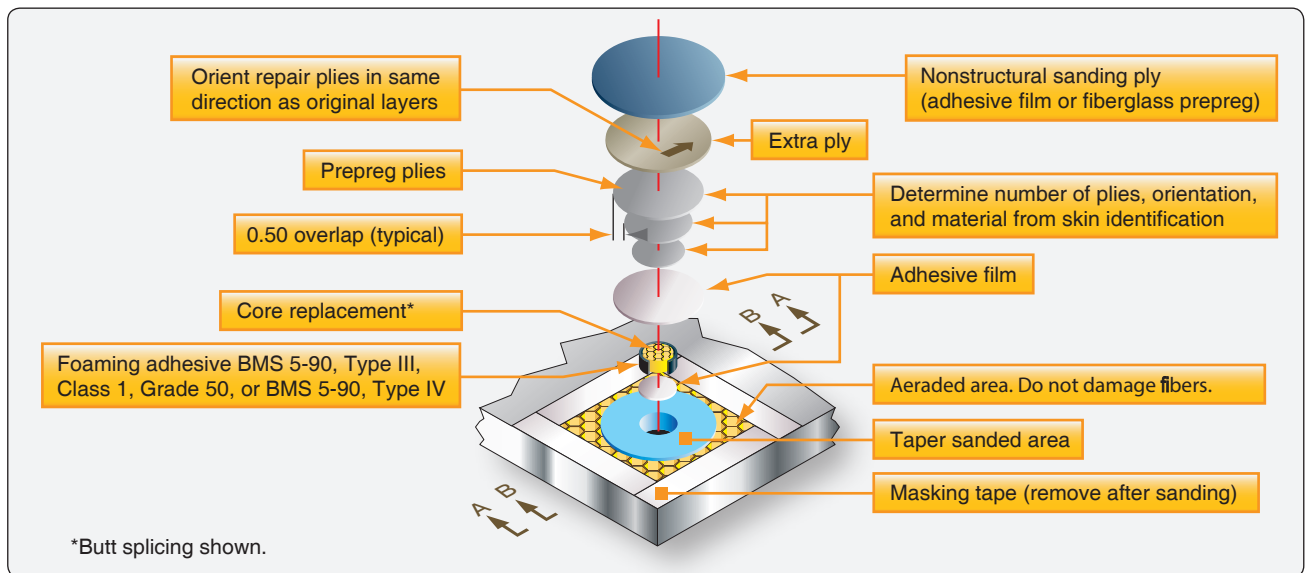 Orient repair plies in same
direction as original layers
Nonstructural sanding ply
(adhesive film or fiberglass prepreg)
Extra ply
Prepreg plies
Determine number of plies, orientation,
and material from skin identification
0.50 overlap (typical)
Adhesive film
Core replacement*
A
B
Foaming adhesive BMS 5-90, Type III,
Class 1, Grade 50, or BMS 5-90, Type IV
Aeraded area. Do not damage fibers.
Taper sanded area
Masking tape (remove after sanding)
B
A
*Butt splicing shown.